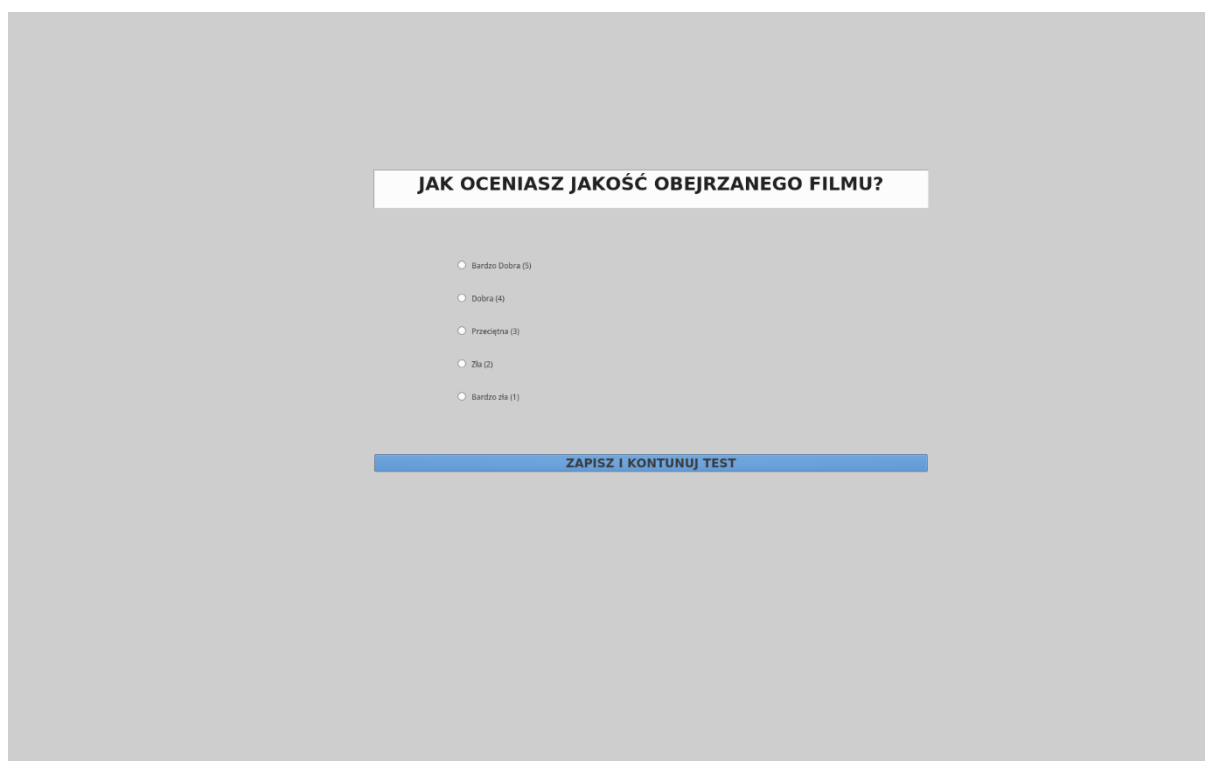 JAK OCENIASZ JAKOŚĆ OBEJRZANEGO FILMU?
Bardzo Dobra (5)
Dobra (4)
Przeciętna (3)
Zła (2)
Bardzo zła (1)
ZAPISZ I KONTUNUJ TEST